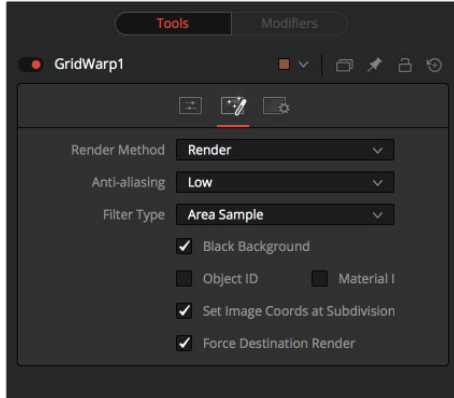 Tools Modifiers
GridWarp1
Render Method Render
Anti-aliasing Low
Filter Type Area Sample
Black Background
Object ID Material I
Set Image Coords at Subdivision
Force Destination Render